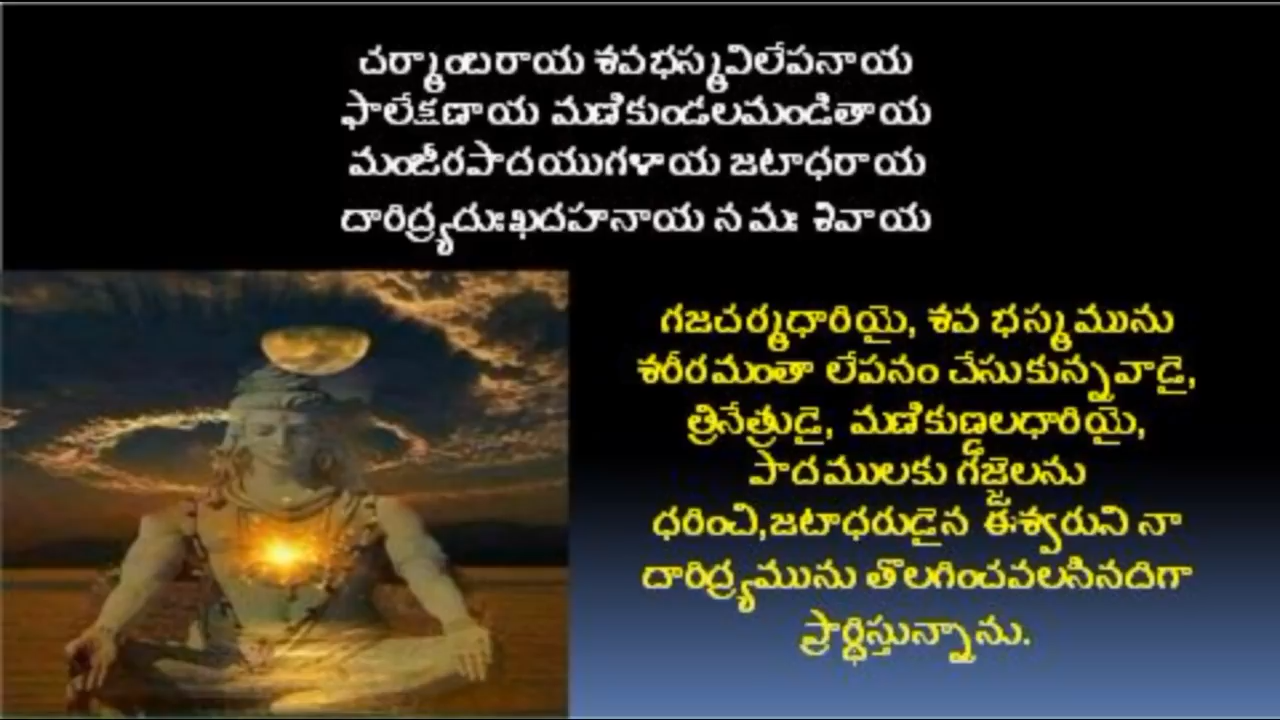 చర్మాంబరాయ శవభస్మవిలేపనాయ
ఫాలేక్షణాయ మణికుండలమండితాయ
మంజీరపాదయుగళాయ జటాధరాయ
దారిద్ర్యదుఃఖదహనాయ నమః శివాయ
గజచర్మధారియై, శవ భస్మమును
శరీరమంతా లేపనం చేసుకున్నవాడై,
త్రినేత్రుడై, మణికుణ్డలధారియై,
పాదములకు గజ్జెలను
ధరించి,జటాధరుడైన ఈశ్వరుని నా
దారిద్ర్యమును తొలగించవలసినదిగా
ప్రార్థిస్తున్నాను.